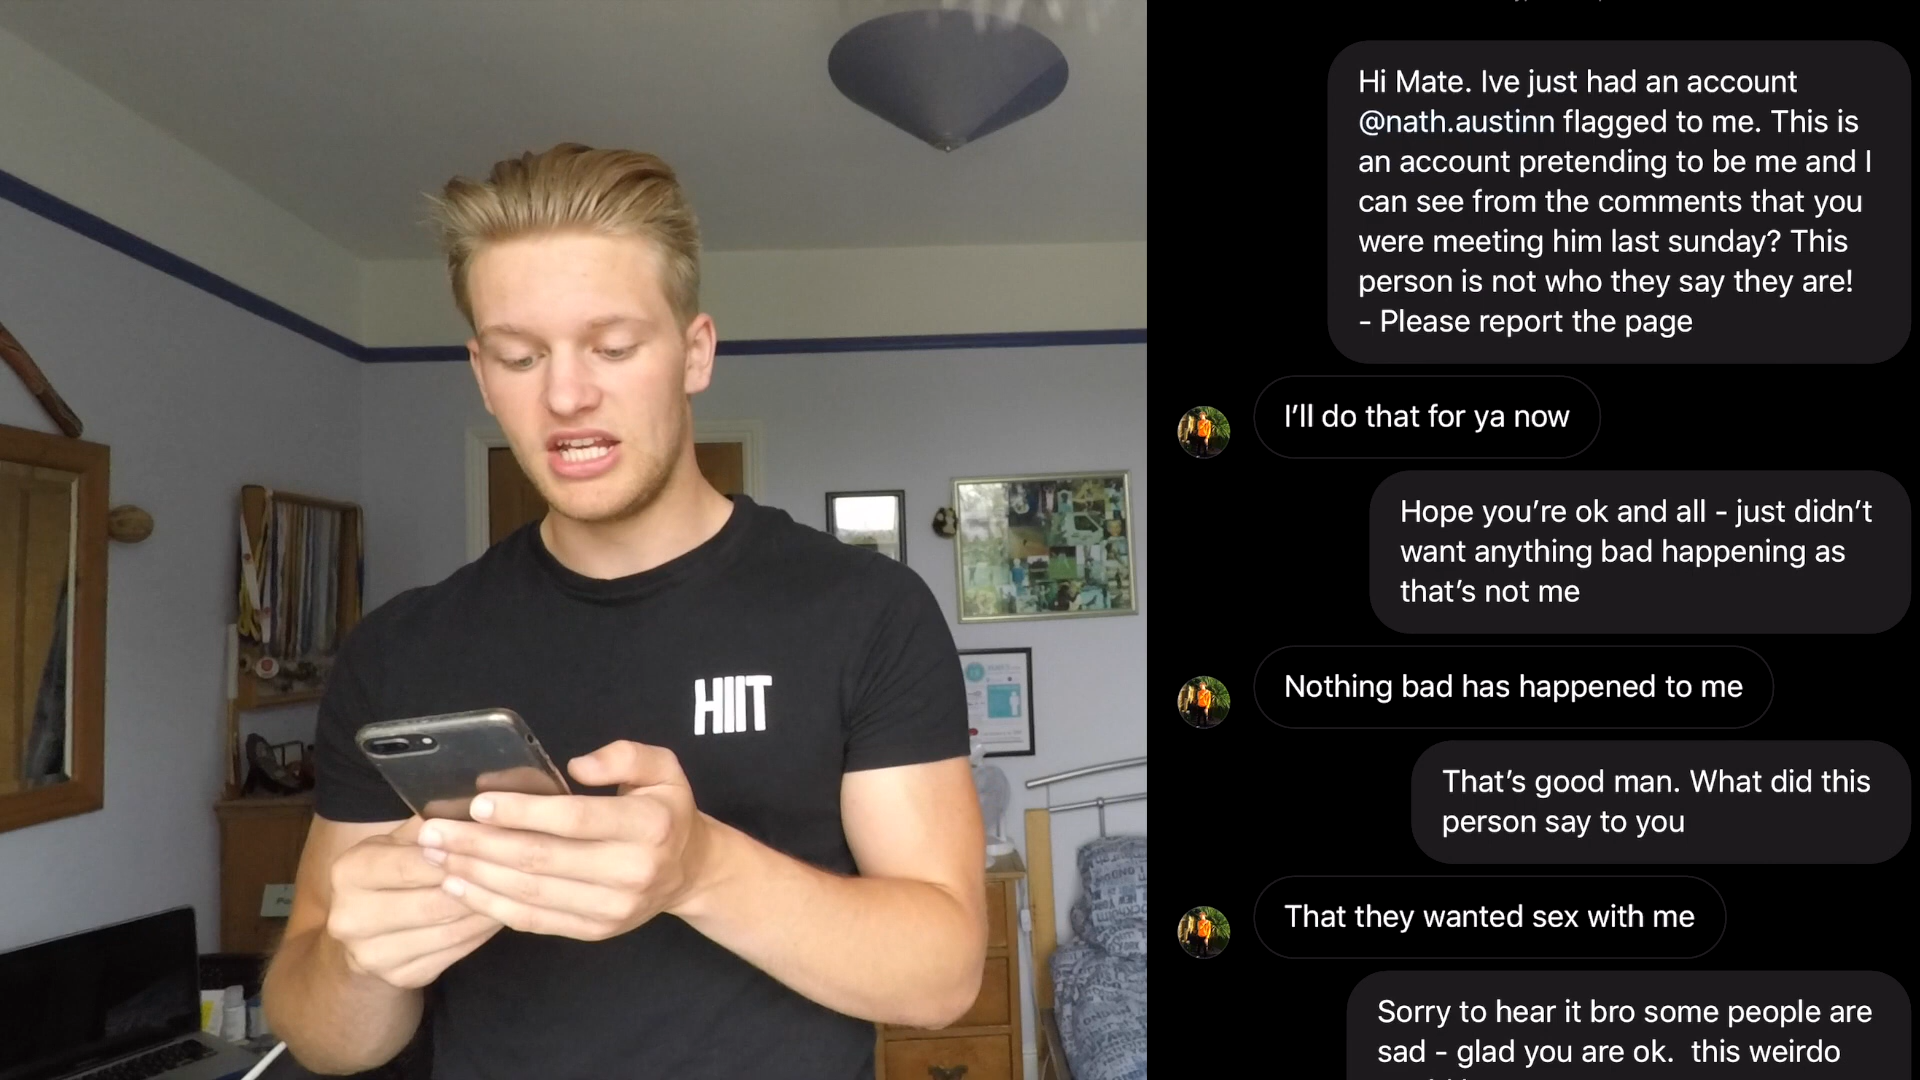 HIIT
Hi Mate. Ive just had an account
@nath.austinn flagged to me. This is
an account pretending to be me and I
can see from the comments that you
were meeting him last sunday? This
person is not who they say they are!
- Please report the page
I'll do that for ya now
Hope you're ok and all - just didn't
want anything bad happening as
that's not me
Nothing bad has happened to me
That's good man. What did this
person say to you
That they wanted sex with me
Sorry to hear it bro some people are
sad - glad you are ok. this weirdo